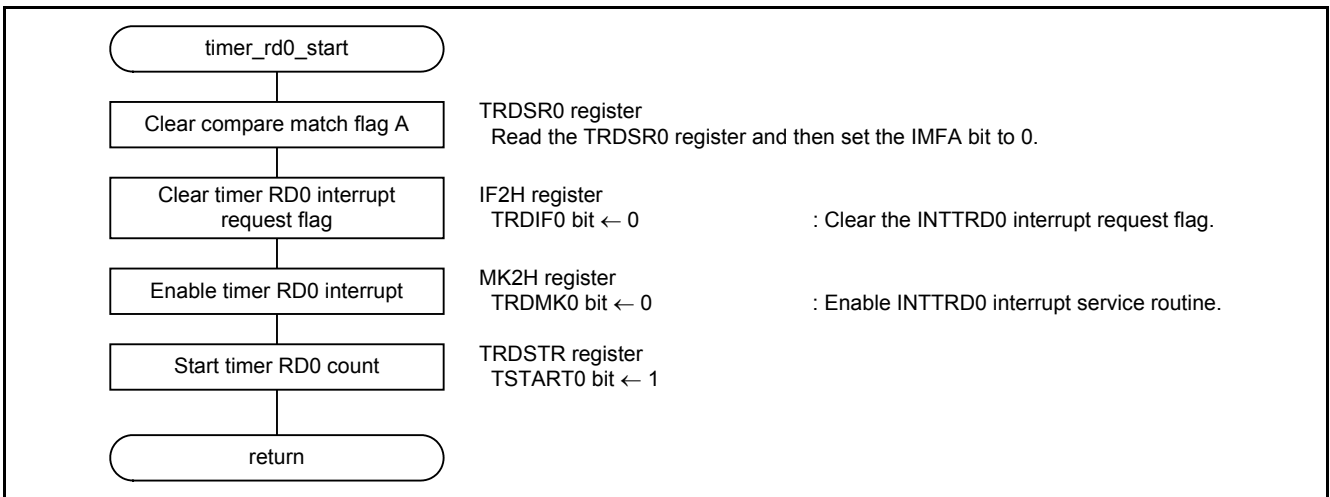 timer_rd0_start
Clear compare match flag A
TRDSR0 register
Read the TRDSR0 register and then set the IMFA bit to 0.
Clear timer RD0 interrupt
request flag
IF2H register
TRDIF0 bit ← 0 : Clear the INTTRD0 interrupt request flag.
Enable timer RD0 interrupt
MK2H register
TRDMK0 bit ← 0 : Enable INTTRD0 interrupt service routine.
Start timer RD0 count
TRDSTR register
TSTART0 bit ← 1
return